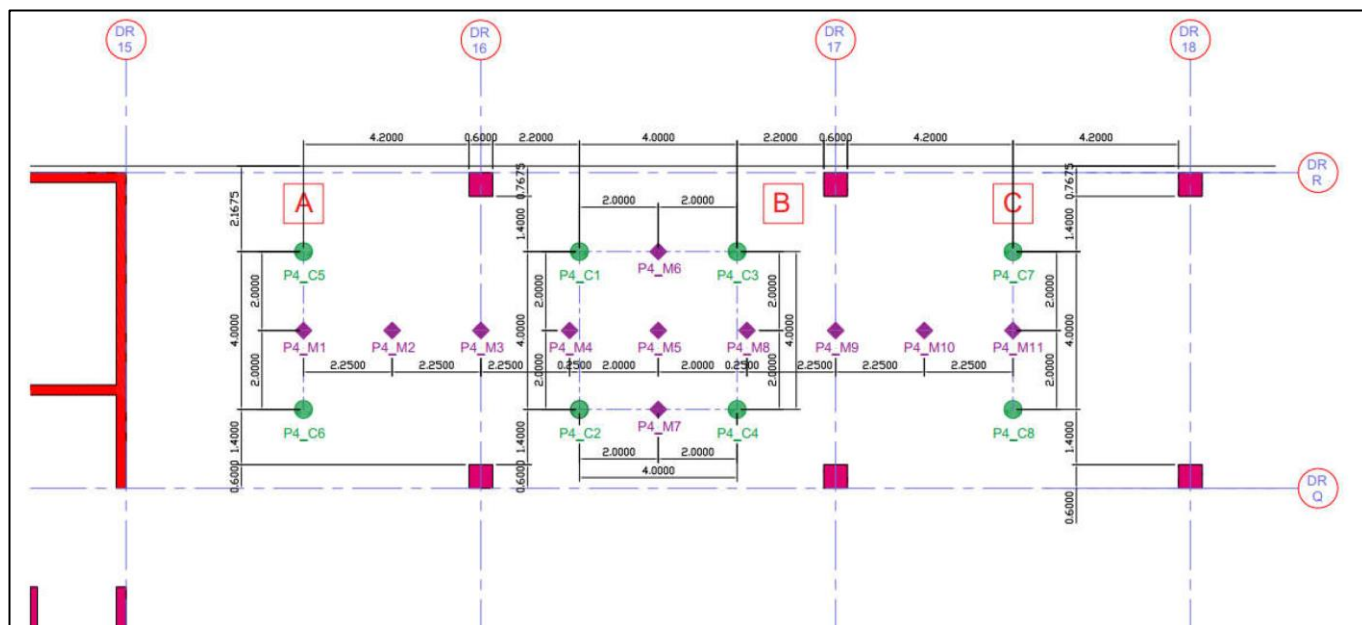 DR
15
DR
16
DR
17
DR
18
4.2000
0.6000
2.2000
4.0000
2.2000
0.6000
4.2000
4.2000
DR
R
2.1675
A
0.7675
B
C
0.7675
2.0000
2.0000
1.4000
1.4000
P4_C5
P4_C1
P4_M6
P4_C3
P4_C7
2.0000
2.0000
2.0000
2.0000
4.0000
P4_M1
P4_M2
P4_M3
4.0000
P4_M4
P4_M5
P4_M8
4.0000
P4_M9
P4_M10
P4_M11
4.0000
2.2500
2.2500
2.2500
0.2500
2.0000
2.0000
0.2500
2.2500
2.2500
2.2500
2.0000
2.0000
2.0000
2.0000
P4_C6
P4_C2
P4_M7
P4_C4
P4_C8
1.4000
1.4000
2.0000
2.0000
1.4000
4.0000
0.6000
0.6000
0.6000
DR
Q